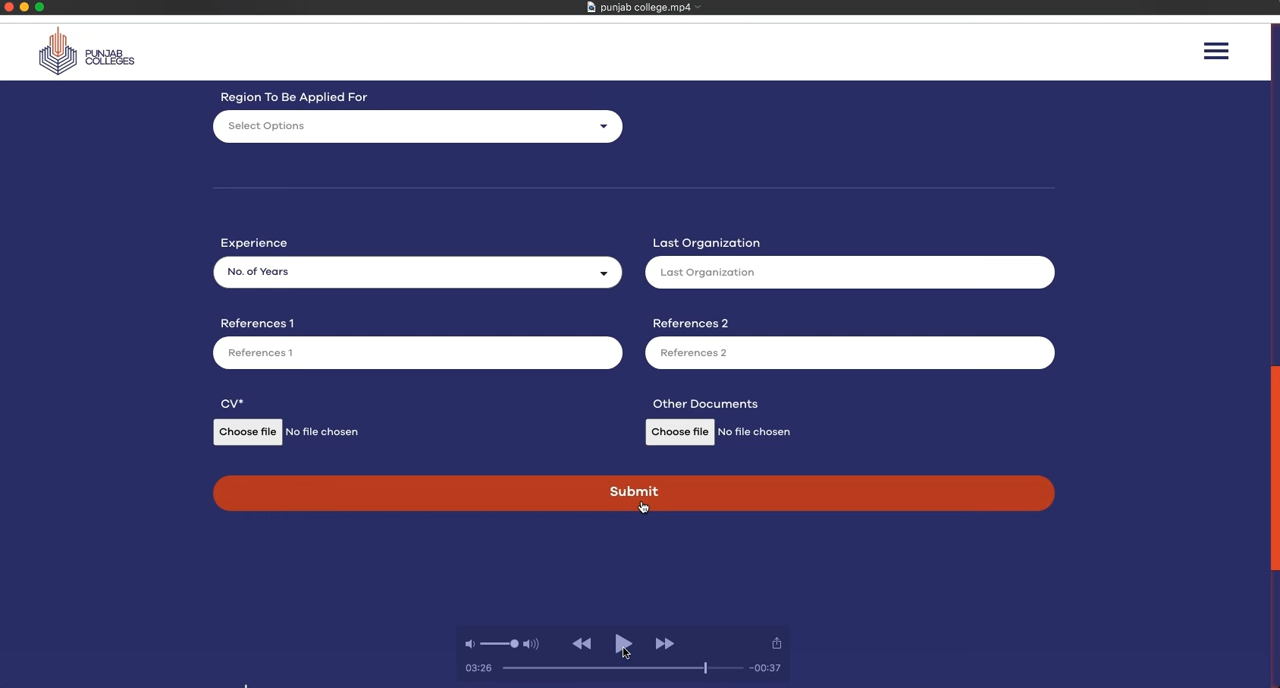 punjab college.mp4
PUNJAB
COLLEGES
Region To Be Applied For
Select Options
Experience
Last Organization
No. of Years
Last Organization
References 1
References 2
References 1
References 2
CV*
Other Documents
Choose file No file chosen
Choose file No file chosen
Submit
03:26
-00:37